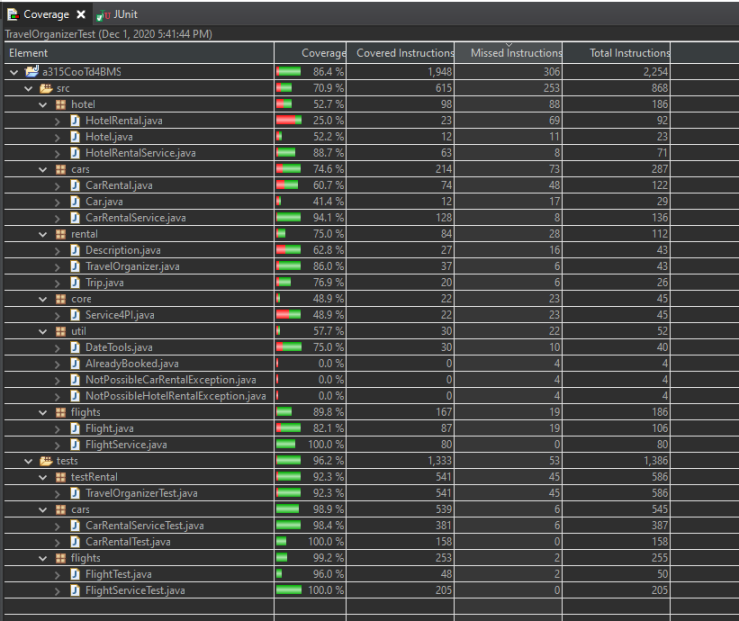 Coverage JUnit
TravelOrganizerTest (Dec 1, 2020 5:41:44 PM)
Element Coverage Covered Instructions Missed Instructions Total Instructions
a315CooTd4BMS 86.4 % 1,948 306 2,254
src 70.9 % 615 253 868
hotel 52.7 % 98 88 186
HotelRental.java 25.0 % 23 69 92
Hotel.java 52.2 % 12 11 23
HotelRentalService.java 88.7 % 63 8 71
cars 74.6 % 214 73 287
CarRental.java 60.7 % 74 48 122
Car.java 41.4 % 12 17 29
CarRentalService.java 94.1 % 128 8 136
rental 75.0 % 84 28 112
Description.java 62.8 % 27 16 43
TravelOrganizer.java 86.0 % 37 6 43
Trip.java 76.9 % 20 6 26
core 48.9 % 22 23 45
Service4PI.java 48.9 % 22 23 45
util 57.7 % 30 22 52
DateTools.java 75.0 % 30 10 40
AlreadyBooked.java 0.0 % 0 4 4
NotPossibleCarRentalException.java 0.0 % 0 4 4
NotPossibleHotelRentalException.java 0.0 % 0 4 4
flights 89.8 % 167 19 186
Flight.java 82.1 % 87 19 106
FlightService.java 100.0 % 80 0 80
tests 96.2 % 1,333 53 1,386
testRental 92.3 % 541 45 586
TravelOrganizerTest.java 92.3 % 541 45 586
cars 98.9 % 539 6 545
CarRentalServiceTest.java 98.4 % 381 6 387
CarRentalTest.java 100.0 % 158 0 158
flights 99.2 % 253 2 255
FlightTest.java 96.0 % 48 2 50
FlightServiceTest.java 100.0 % 205 0 205